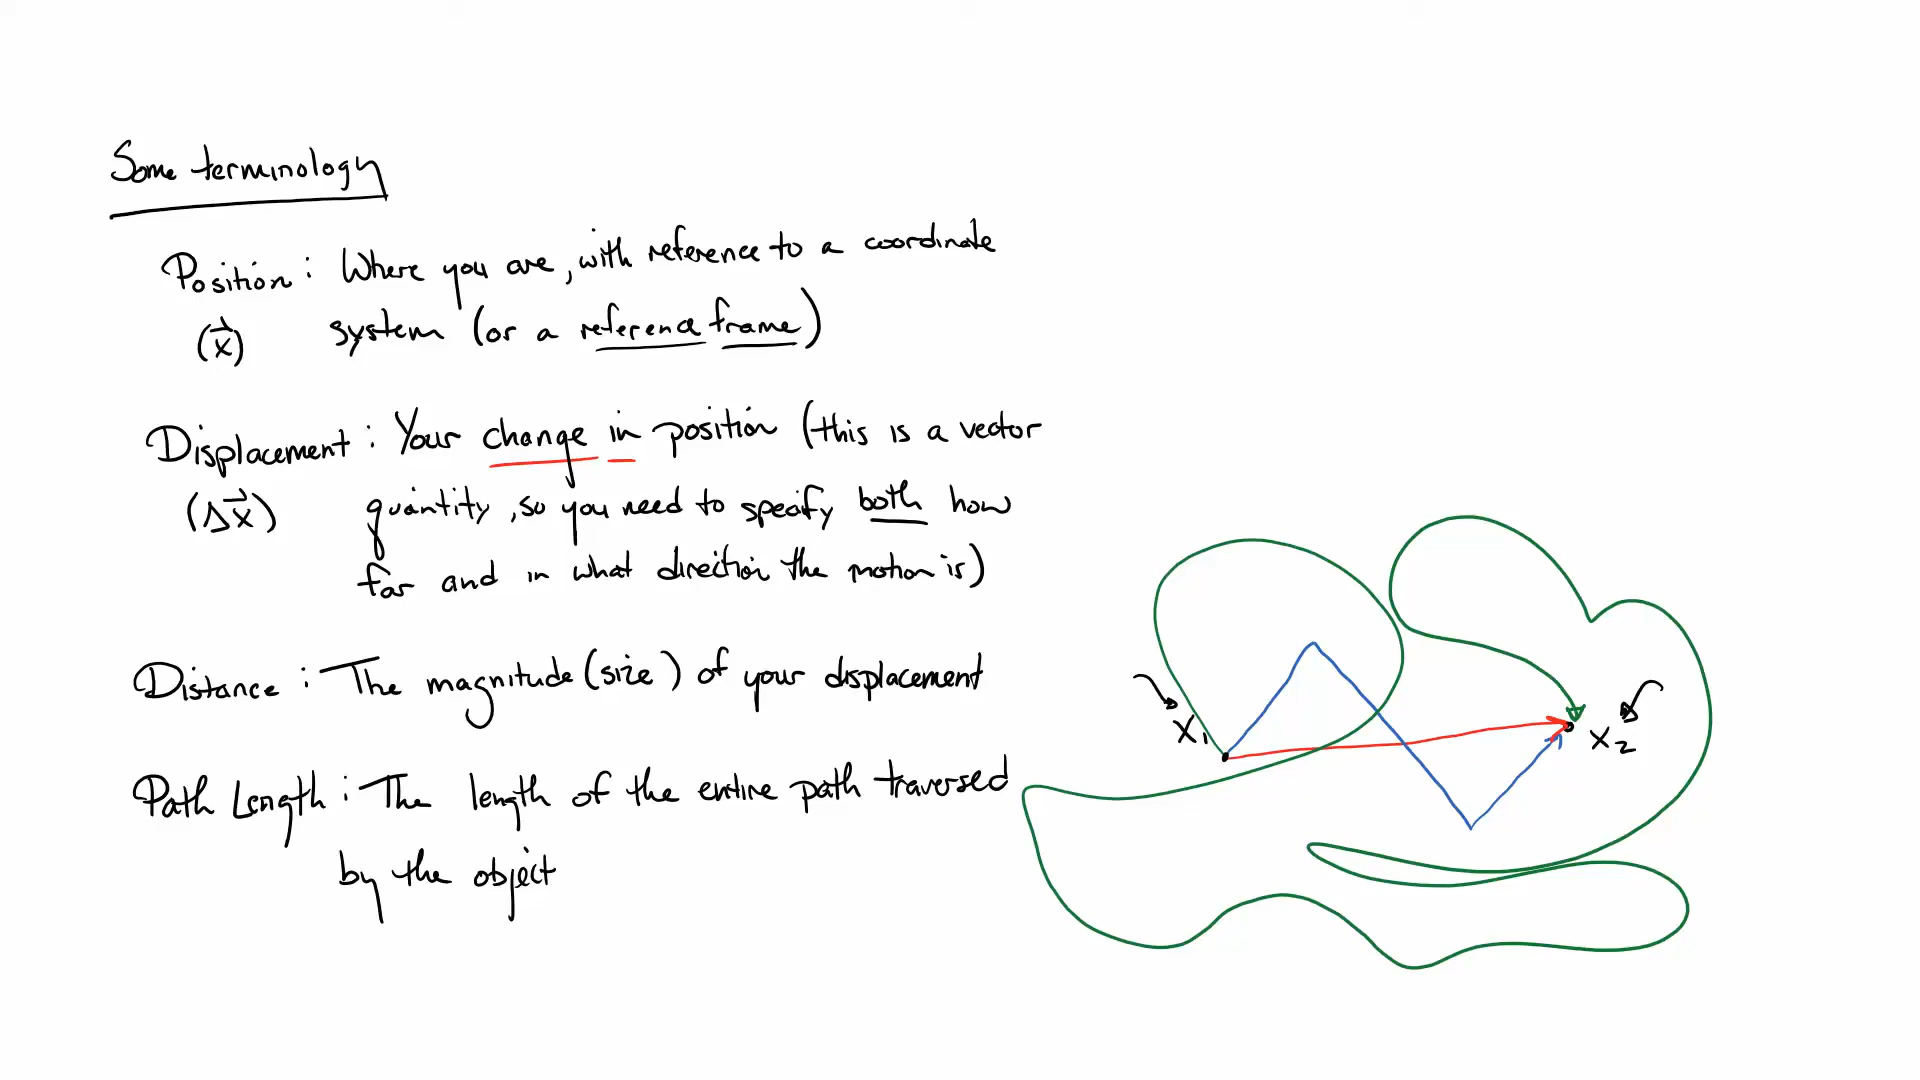 Some terminology
Position: Where you are, with reference to a coordinate
(x⃗) system (or a reference frame)
Displacement: Your change in position (this is a vector
(Δx⃗) quantity, so you need to specify both how
far and in what direction the motion is)
Distance: The magnitude (size) of your displacement
Path Length: The length of the entire path traversed
by the object
X₁
X₂